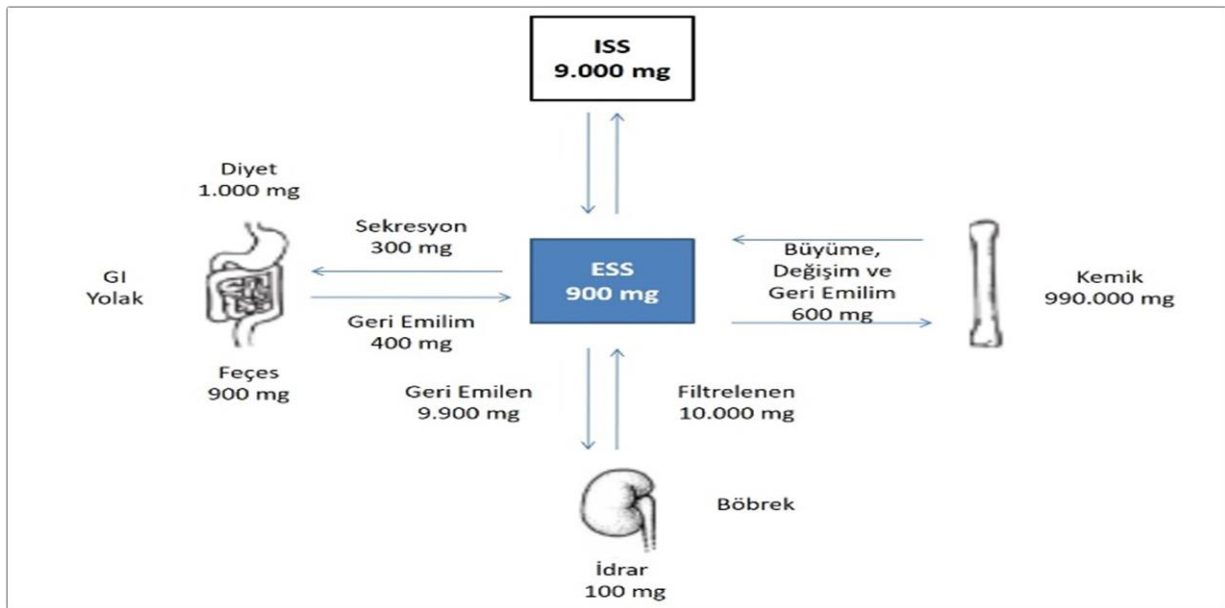 ISS
9.000 mg
Diyet
1.000 mg
Sekresyon
300 mg
GI
Yolak
Geri Emilim
400 mg
Feçes
900 mg
ESS
900 mg
Büyüme,
Değişim ve
Geri Emilim
600 mg
Kemik
990.000 mg
Geri Emilen
9.900 mg
Filtrelenen
10.000 mg
Böbrek
İdrar
100 mg